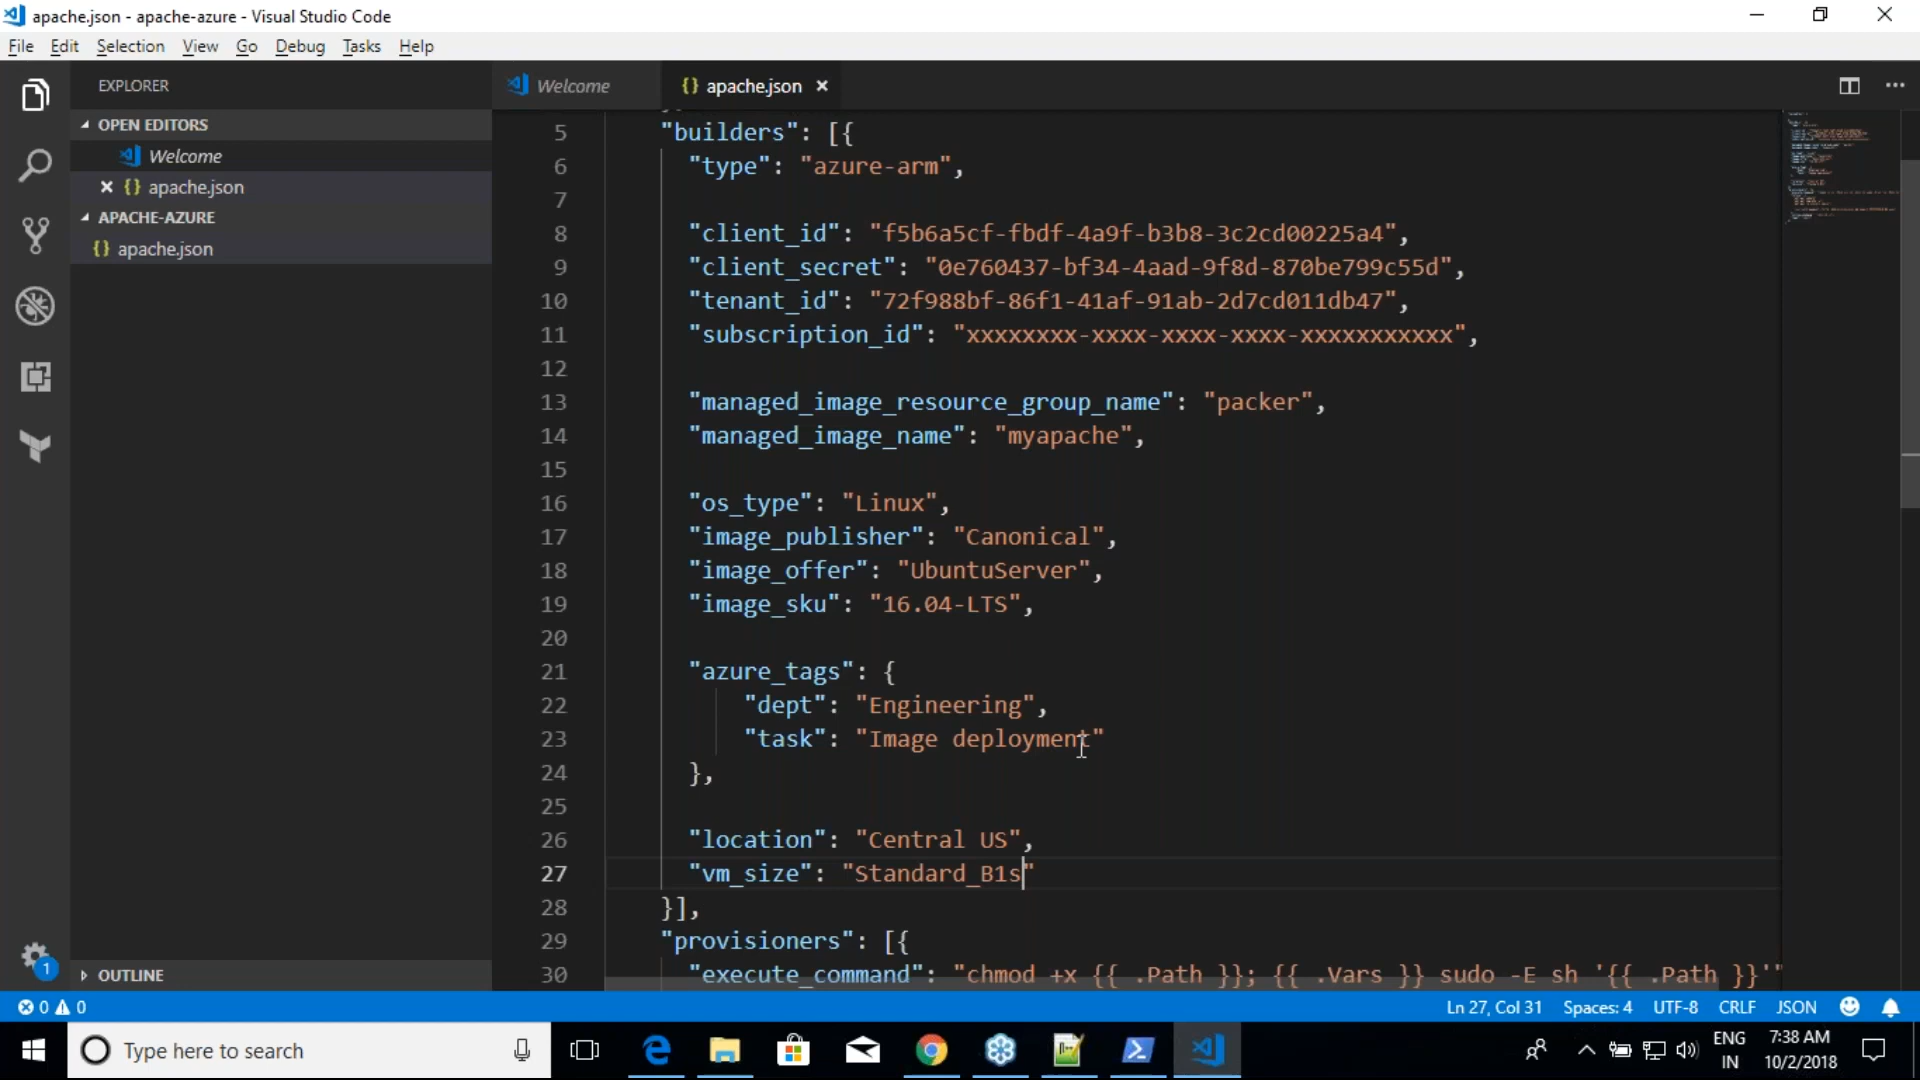 apache.json - apache-azure - Visual Studio Code
File Edit Selection View Go Debug Tasks Help
EXPLORER
OPEN EDITORS
Welcome
apache.json
APACHE-AZURE
apache.json
OUTLINE
Welcome
apache.json
5 "builders": [{
6 "type": "azure-arm",
7
8 "client_id": "f5b6a5cf-fbdf-4a9f-b3b8-3c2cd00225a4",
9 "client_secret": "0e760437-bf34-4aad-9f8d-870be799c55d",
10 "tenant_id": "72f988bf-86f1-41af-91ab-2d7cd011db47",
11 "subscription_id": "xxxxxxxx-xxxx-xxxx-xxxx-xxxxxxxxxxx",
12
13 "managed_image_resource_group_name": "packer",
14 "managed_image_name": "myapache",
15
16 "os_type": "Linux",
17 "image_publisher": "Canonical",
18 "image_offer": "UbuntuServer",
19 "image_sku": "16.04-LTS",
20
21 "azure_tags": {
22 "dept": "Engineering",
23 "task": "Image deployment"
24 },
25
26 "location": "Central US",
27 "vm_size": "Standard_B1s"
28 }],
29 "provisioners": [{
30 "execute_command": "chmod +x {{ .Path }}; {{ .Vars }} sudo -E sh '{{ .Path }}'"
1
0 0
Ln 27, Col 31 Spaces: 4 UTF-8 CRLF JSON
Type here to search
ENG
IN
7:38 AM
10/2/2018